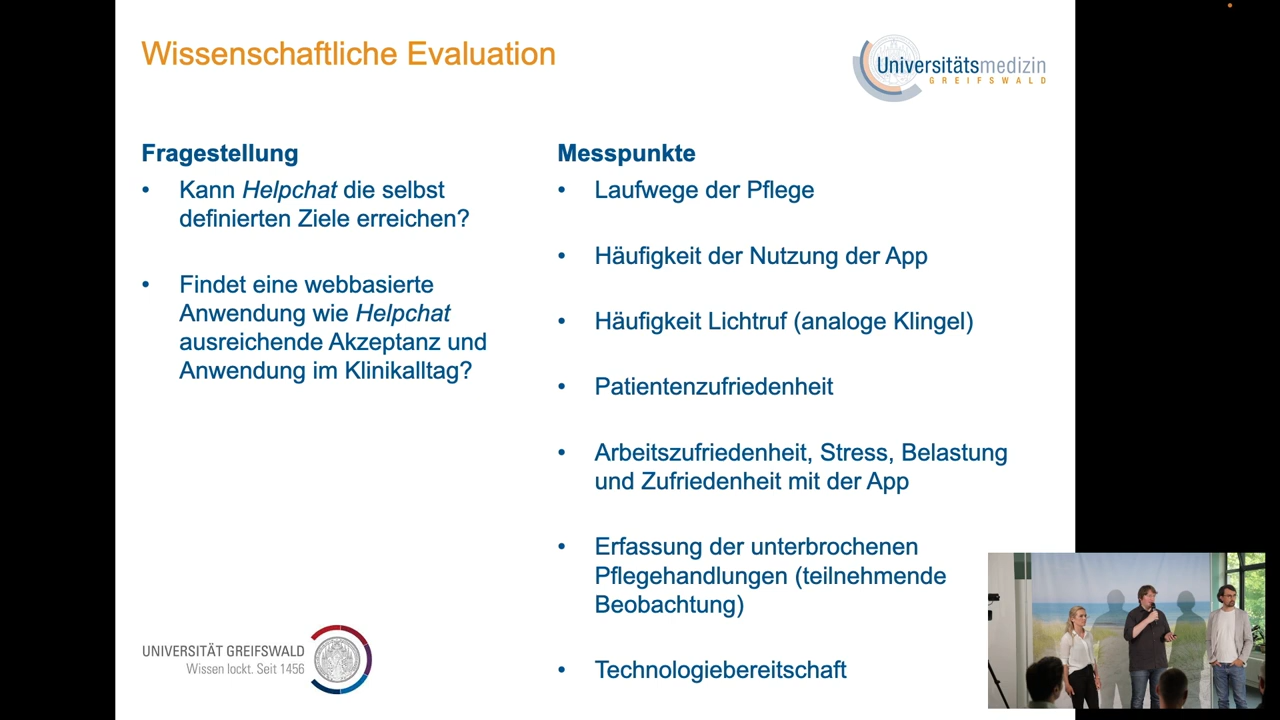 Wissenschaftliche Evaluation
Universitätsmedizin
GREIFSWALD
Fragestellung
• Kann Helpchat die selbst
definierten Ziele erreichen?
• Findet eine webbasierte
Anwendung wie Helpchat
ausreichende Akzeptanz und
Anwendung im Klinikalltag?
Messpunkte
• Laufwege der Pflege
• Häufigkeit der Nutzung der App
• Häufigkeit Lichtruf (analoge Klingel)
• Patientenzufriedenheit
• Arbeitszufriedenheit, Stress, Belastung
und Zufriedenheit mit der App
• Erfassung der unterbrochenen
Pflegehandlungen (teilnehmende
Beobachtung)
• Technologiebereitschaft
UNIVERSITÄT GREIFSWALD
Wissen lockt. Seit 1456